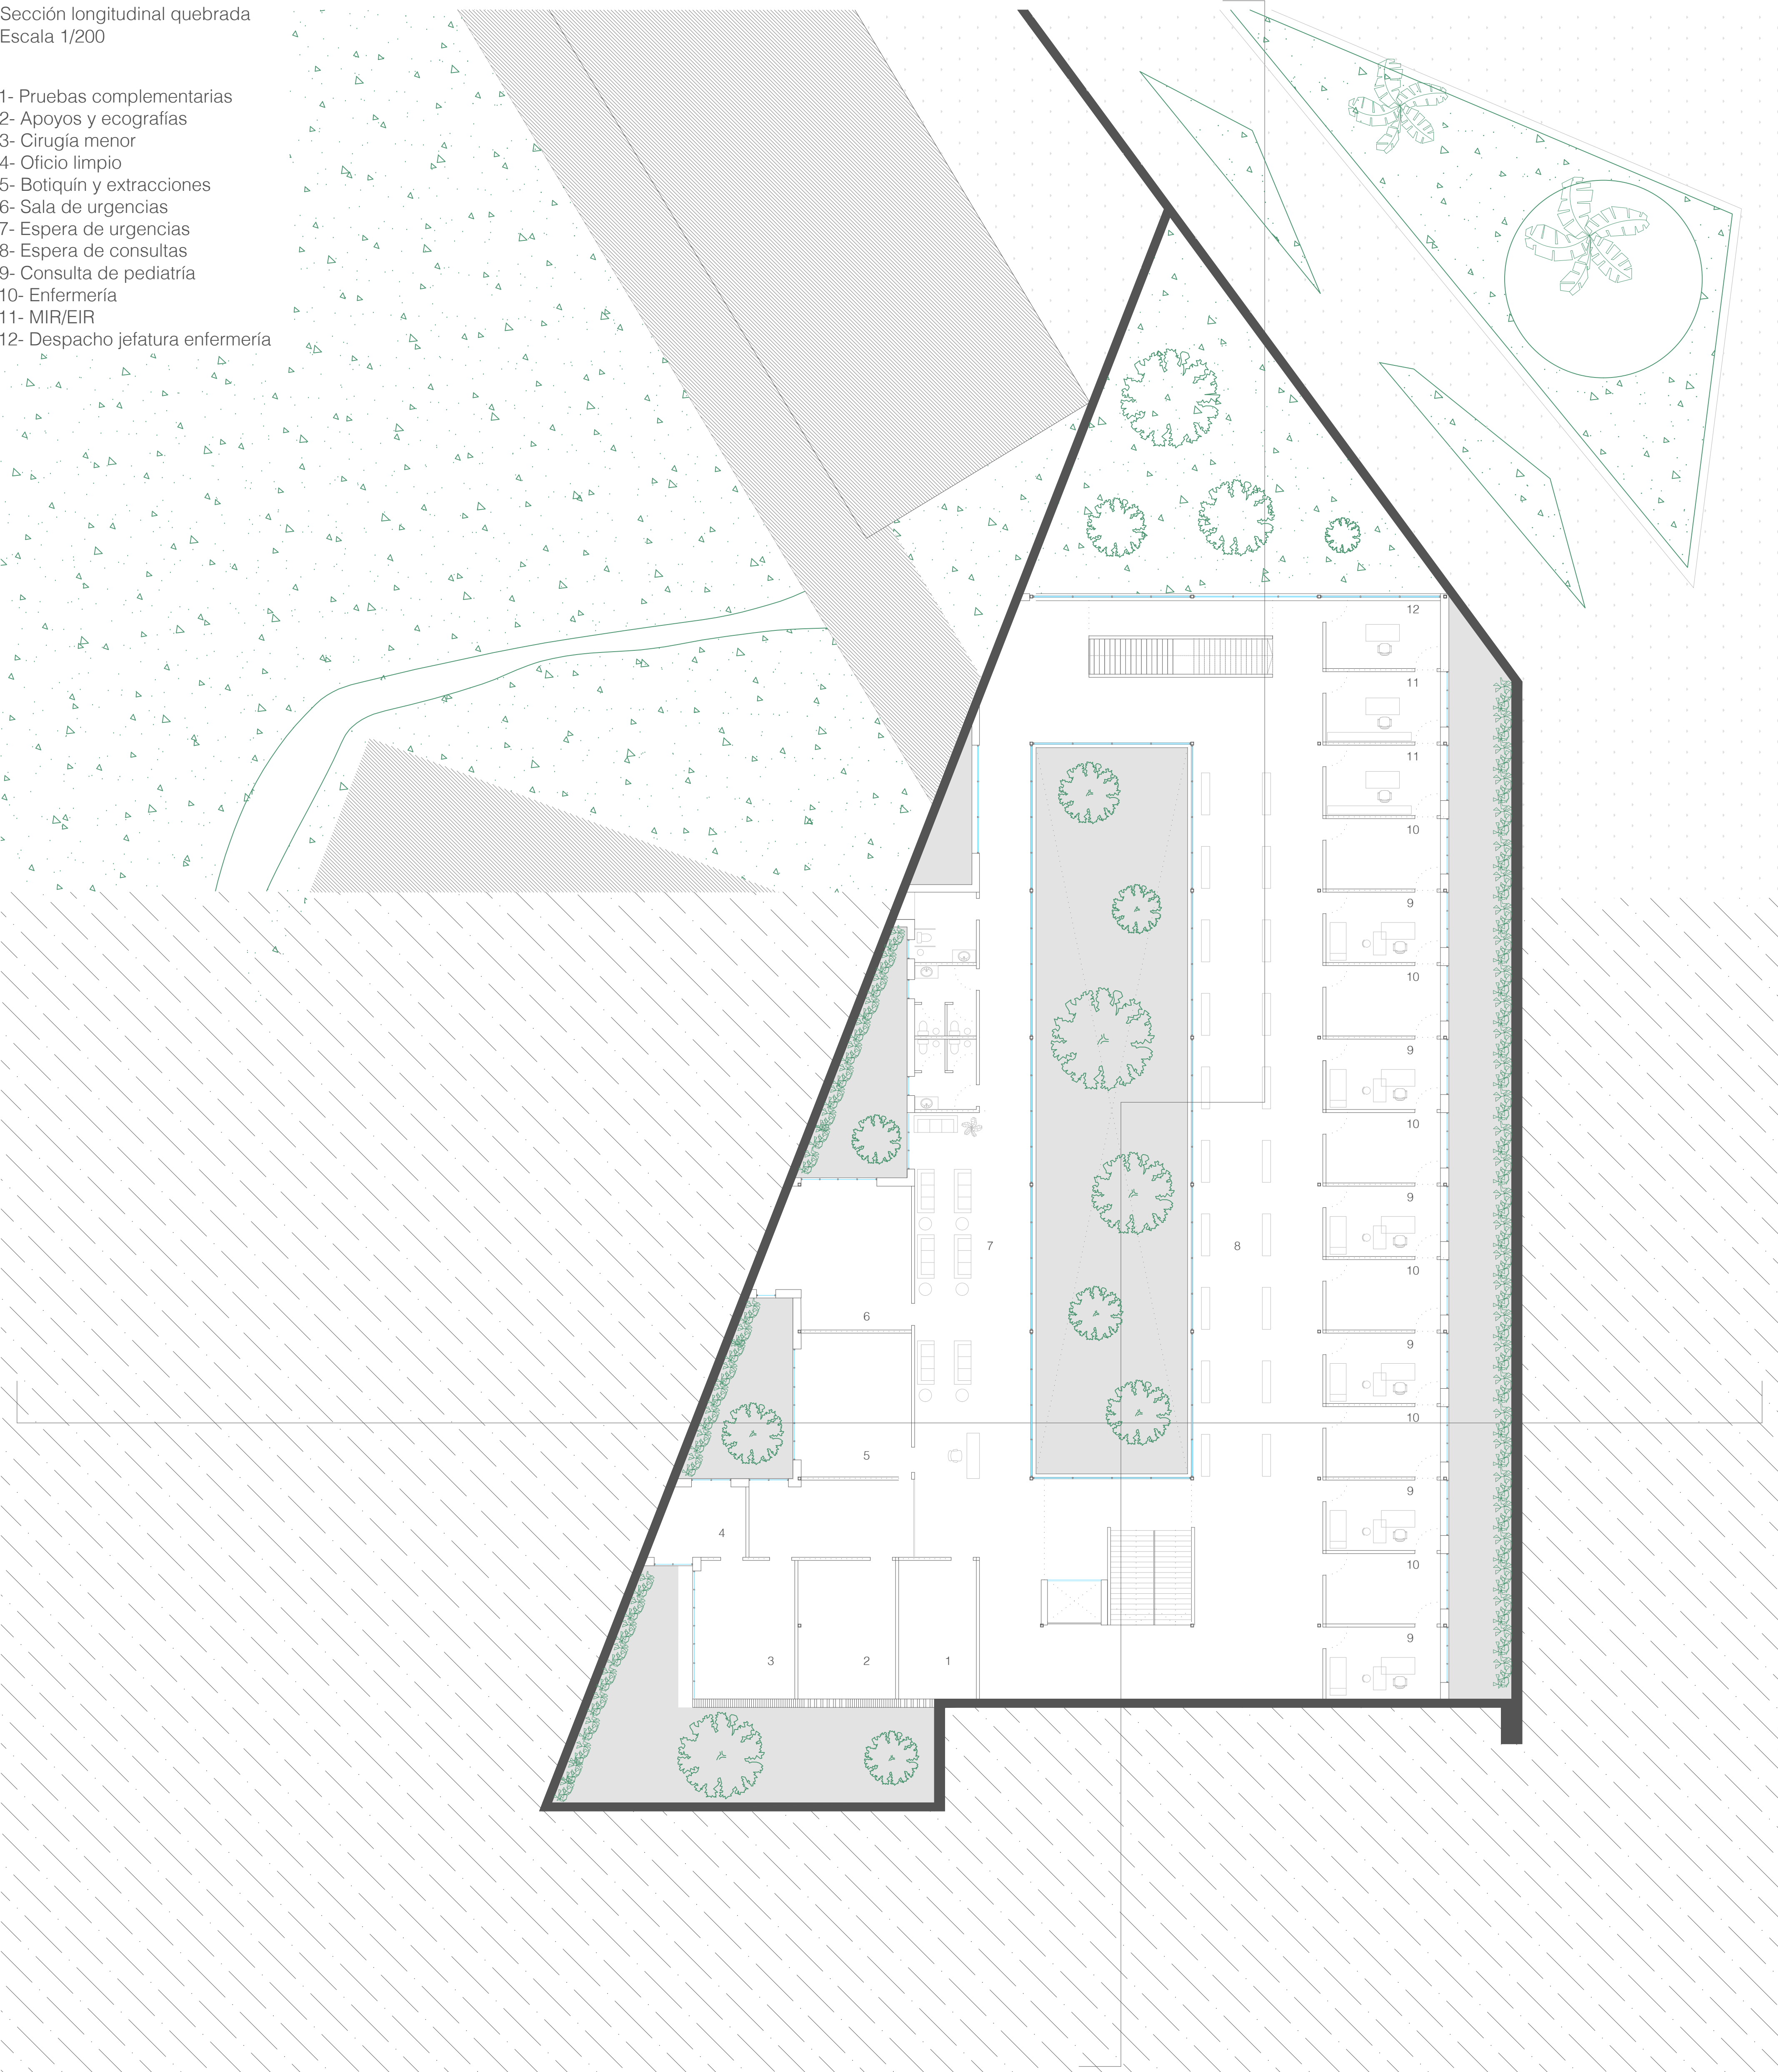 Sección longitudinal quebrada
Escala 1/200
1- Pruebas complementarias
2- Apoyos y ecografías
3- Cirugía menor
4- Oficio limpio
5- Botiquín y extracciones
6- Sala de urgencias
7- Espera de urgencias
8- Espera de consultas
9- Consulta de pediatría
10- Enfermería
11- MIR/EIR
12- Despacho jefatura enfermería
12
11
11
10
9
10
9
10
9
7
8
10
6
9
10
5
9
4
10
9
3
2
1